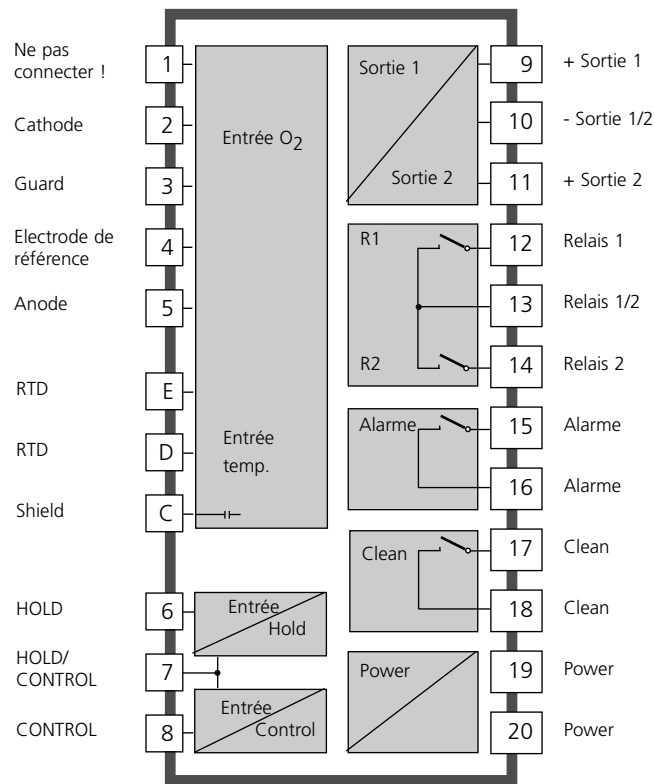 Ne pas
connecter !
1
Cathode
2
Guard
3
Electrode de
référence
4
Anode
5
RTD
E
RTD
D
Shield
C
HOLD
6
HOLD/
CONTROL
7
CONTROL
8
Entrée O2
Entrée
temp.
Entrée
Hold
Entrée
Control
Sortie 1
Sortie 2
R1
R2
Alarme
Clean
Power
9
+ Sortie 1
10
- Sortie 1/2
11
+ Sortie 2
12
Relais 1
13
Relais 1/2
14
Relais 2
15
Alarme
16
Alarme
17
Clean
18
Clean
19
Power
20
Power